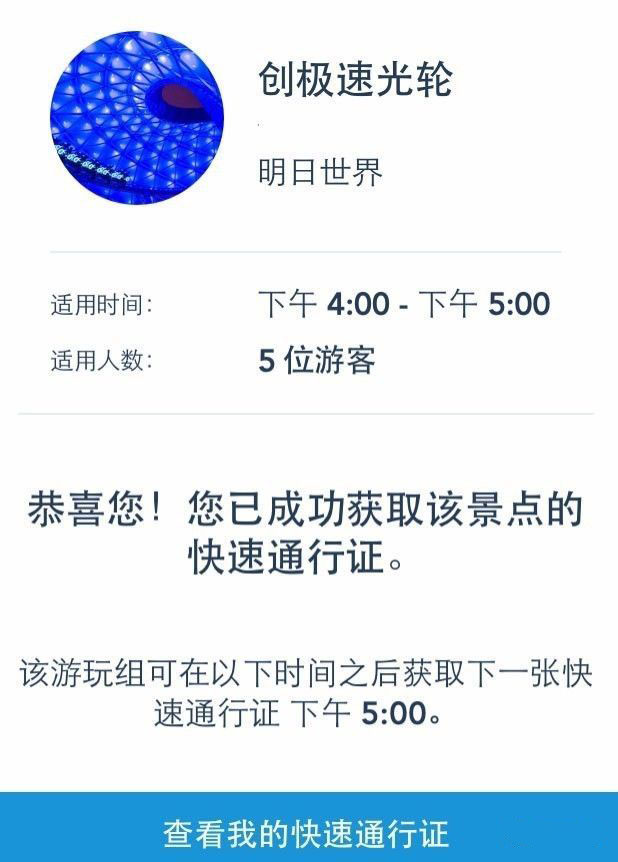 创极速光轮
明日世界
适用时间： 下午 4:00 - 下午 5:00
适用人数： 5 位游客
恭喜您！您已成功获取该景点的
快速通行证。
该游玩组可在以下时间之后获取下一张快
速通行证 下午 5:00。
查看我的快速通行证